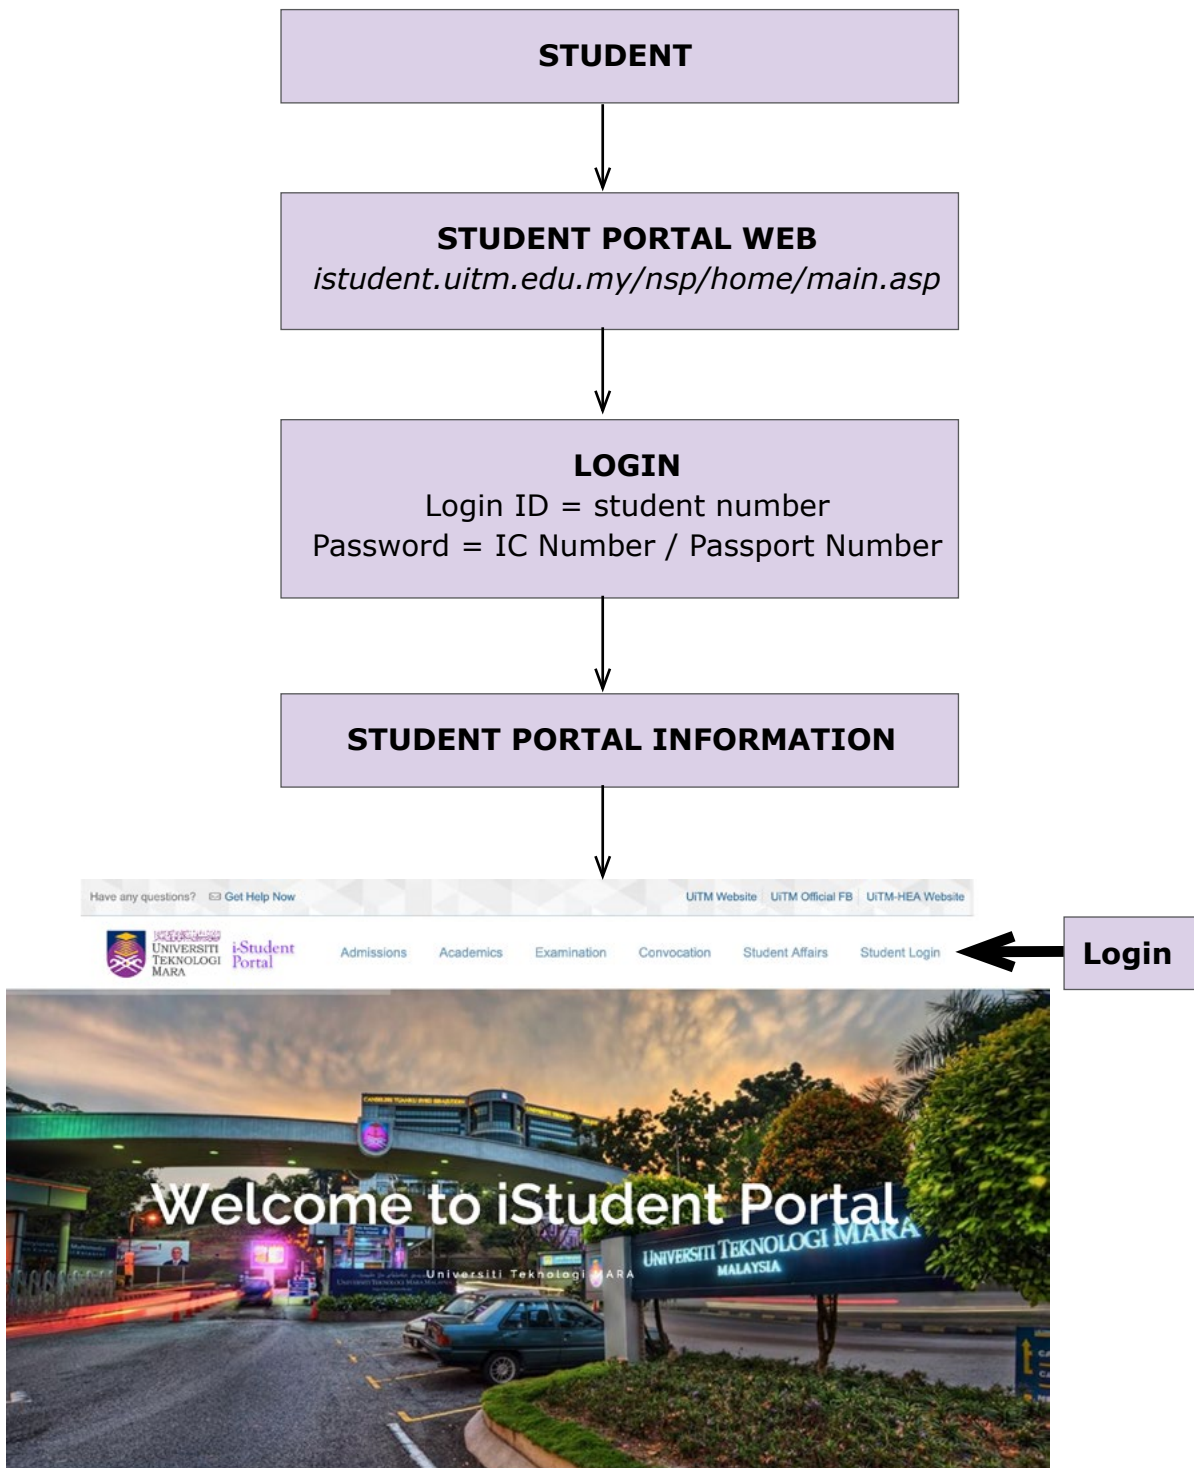 STUDENT
STUDENT PORTAL WEB
istudent.uitm.edu.my/nsp/home/main.asp
LOGIN
Login ID = student number
Password = IC Number / Passport Number
STUDENT PORTAL INFORMATION
Have any questions? Get Help Now
UiTM Website UiTM Official FB UiTM-HEA Website
UNIVERSITI
TEKNOLOGI
MARA
i-Student
Portal
Admissions Academics Examination Convocation Student Affairs Student Login
Login
Welcome to iStudent Portal
Universiti Teknologi MARA
UNIVERSITI TEKNOLOGI MARA
MALAYSIA